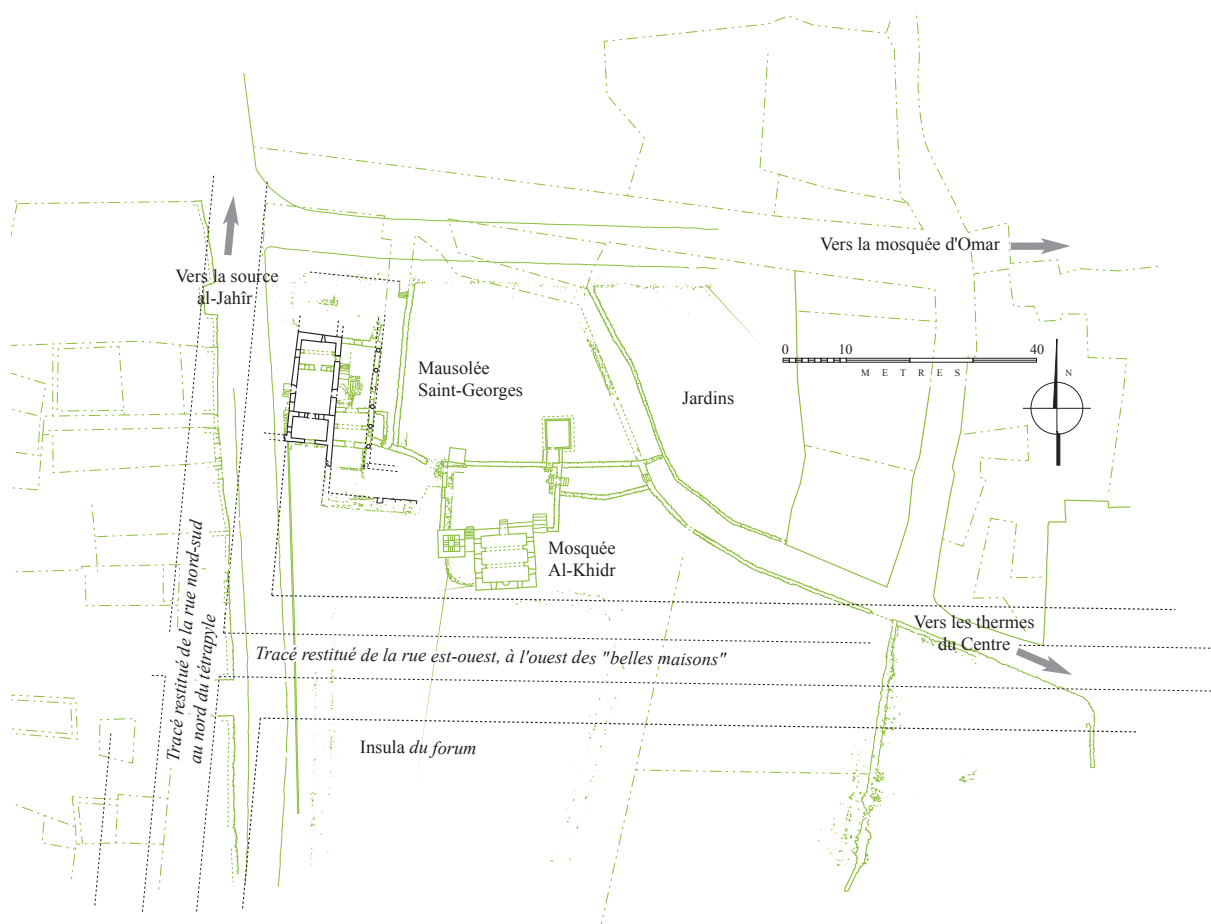 Vers la mosquée d'Omar
Vers la source
al-Jahîr
0 10 40
METRES
N
Mausolée
Saint-Georges
Jardins
Mosquée
Al-Khidr
Vers les thermes
du Centre
Tracé restitué de la rue est-ouest, à l'ouest des "belles maisons"
Tracé restitué de la rue nord-sud
au nord du tétrapyle
Insula du forum